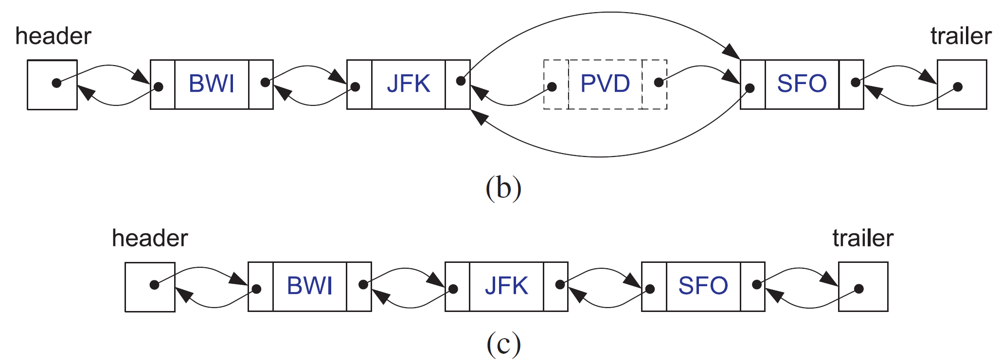 header trailer
BWI JFK PVD SFO
(b)
header trailer
BWI JFK SFO
(c)